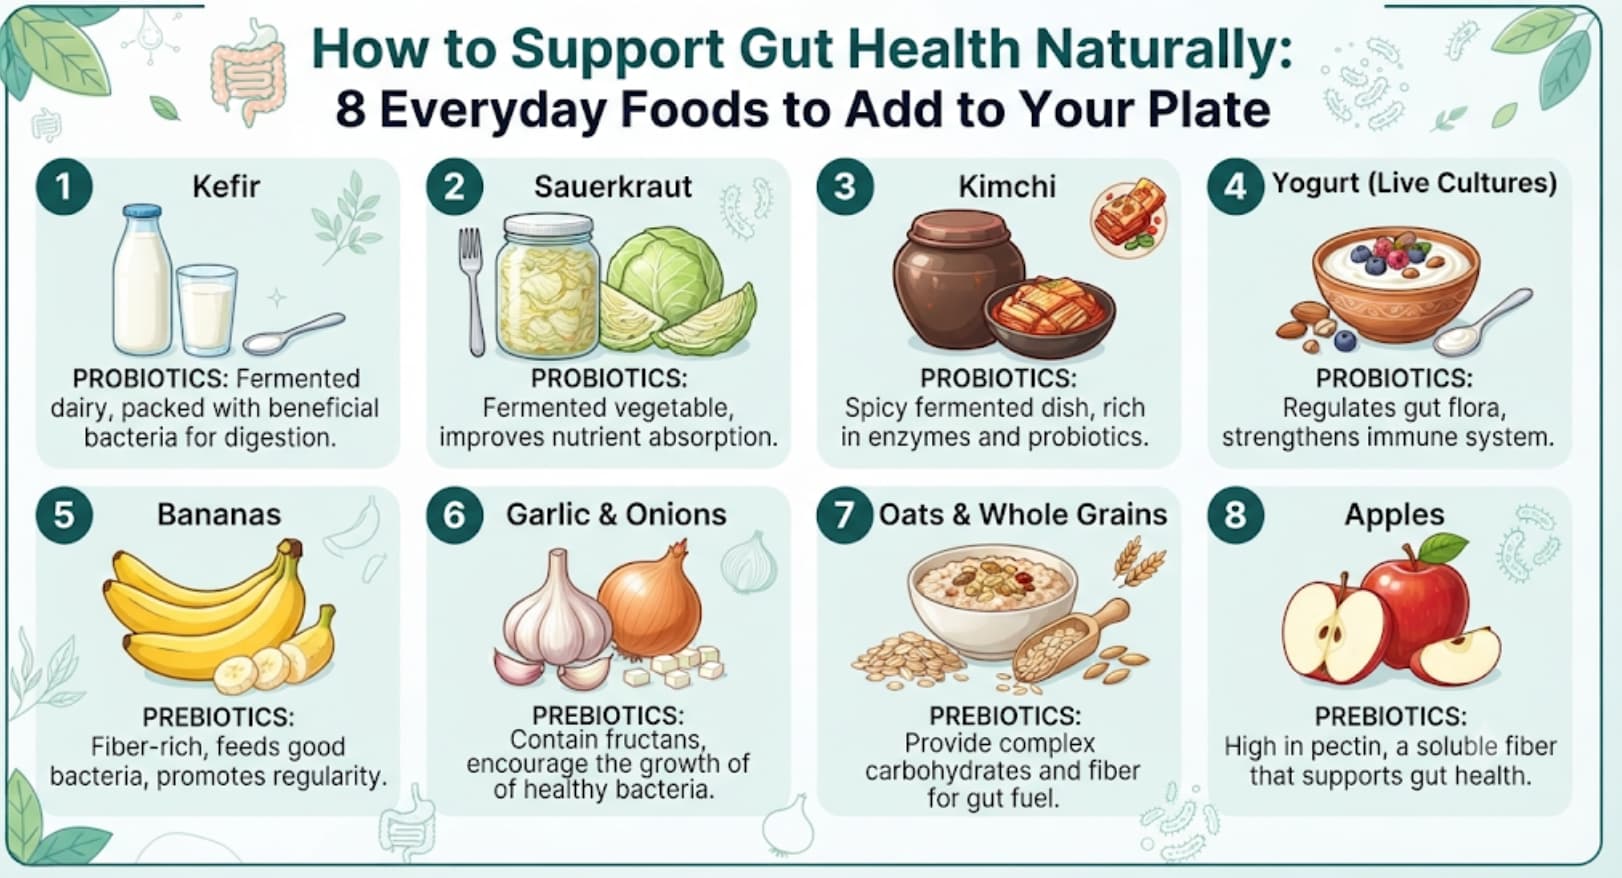 How to Support Gut Health Naturally:
8 Everyday Foods to Add to Your Plate
1
Kefir
PROBIOTICS: Fermented
dairy, packed with beneficial
bacteria for digestion.
2
Sauerkraut
PROBIOTICS:
Fermented vegetable,
improves nutrient absorption.
3
Kimchi
PROBIOTICS:
Spicy fermented dish, rich
in enzymes and probiotics.
4
Yogurt (Live Cultures)
PROBIOTICS:
Regulates gut flora,
strengthens immune system.
5
Bananas
PREBIOTICS:
Fiber-rich, feeds good
bacteria, promotes regularity.
6
Garlic & Onions
PREBIOTICS:
Contain fructans,
encourage the growth of
of healthy bacteria.
7
Oats & Whole Grains
PREBIOTICS:
Provide complex
carbohydrates and fiber
for gut fuel.
8
Apples
PREBIOTICS:
High in pectin, a soluble fiber
that supports gut health.